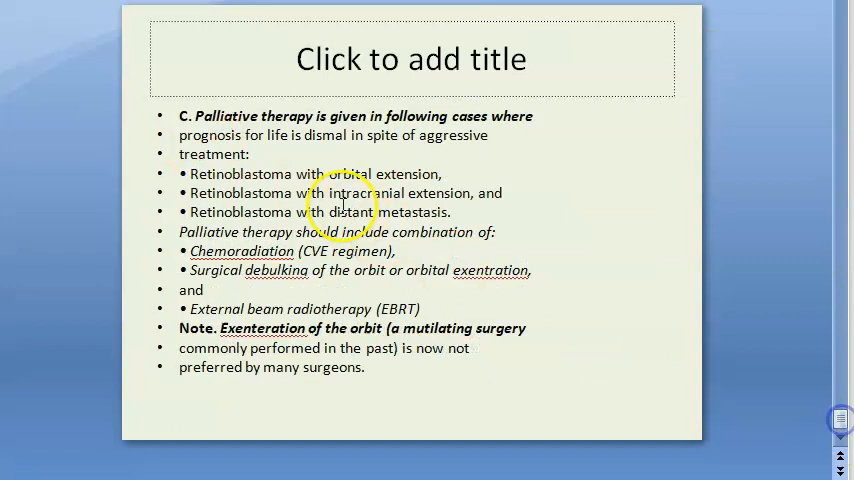 Click to add title
• C. Palliative therapy is given in following cases where
• prognosis for life is dismal in spite of aggressive
• treatment:
• • Retinoblastoma with orbital extension,
• • Retinoblastoma with intracranial extension, and
• • Retinoblastoma with distant metastasis.
• Palliative therapy should include combination of:
• • Chemoradiation (CVE regimen),
• • Surgical debulking of the orbit or orbital exentration,
• and
• • External beam radiotherapy (EBRT)
• Note. Exenteration of the orbit (a mutilating surgery
• commonly performed in the past) is now not
• preferred by many surgeons.